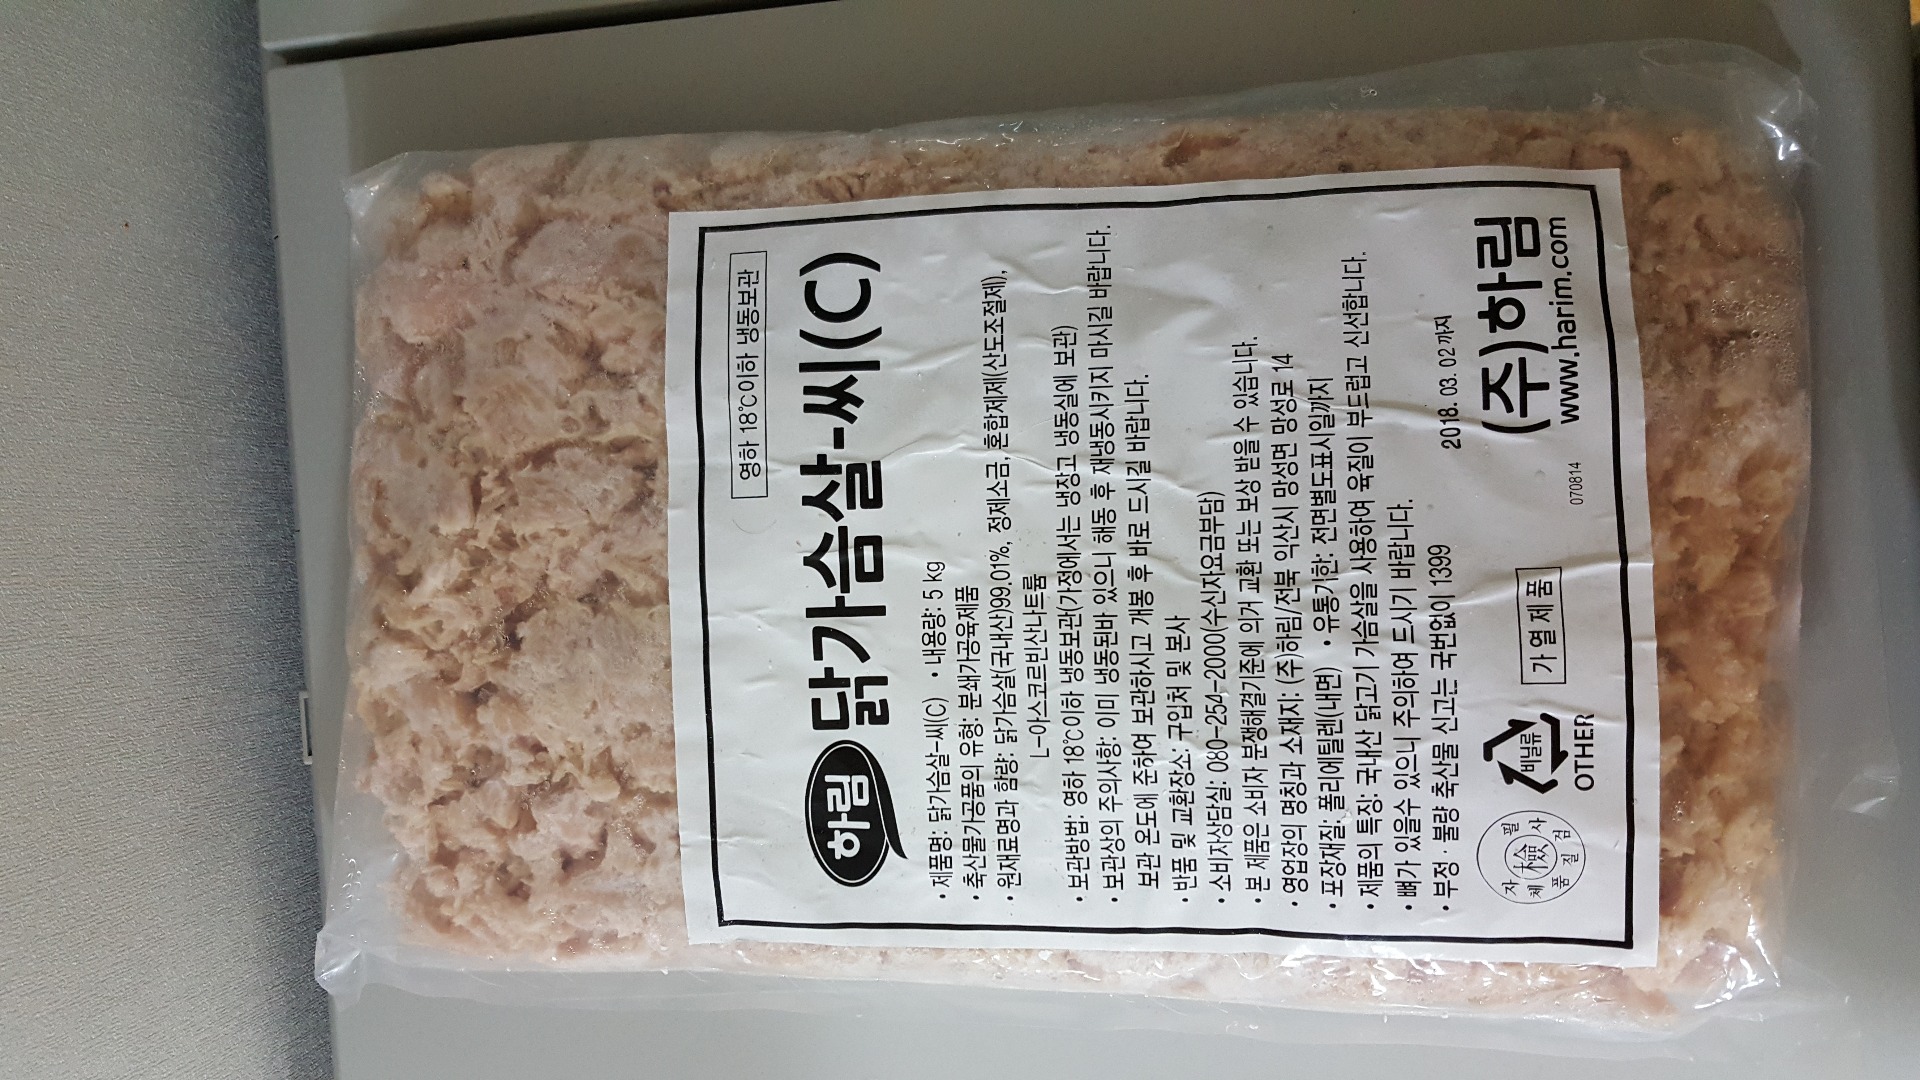 영하 18℃이하 냉동보관
하림 닭가슴살-씨(C)
• 제품명: 닭가슴살-씨(C) • 내용량: 5 kg
• 축산물가공품의 유형: 분쇄가공육제품
• 원재료명과 함량: 닭가슴살(국내산)99.01%, 정제소금, 혼합제제(산도조절제),
L-아스코르빈산나트륨
• 보관방법: 영하 18℃이하 냉동보관(가정에서는 냉장고 냉동실에 보관)
• 보관상의 주의사항: 이미 냉동된바 있으니 해동 후 재냉동시키지 마시길 바랍니다.
보관 온도에 준하여 보관하시고 개봉 후 바로 드시길 바랍니다.
• 반품 및 교환장소: 구입처 및 본사
• 소비자상담실: 080-254-2000(수신자요금부담)
• 본 제품은 소비자 분쟁해결기준에 의거 교환 또는 보상 받을 수 있습니다.
• 영업장의 명칭과 소재지: (주)하림/전북 익산시 망성면 망성로 14
• 포장재질: 폴리에틸렌(내면) • 유통기한: 전면별도표시일까지
• 제품의 특징: 국내산 닭고기 가슴살을 사용하여 육질이 부드럽고 신선합니다.
• 뼈가 있을수 있으니 주의하여 드시기 바랍니다.
• 부정·불량 축산물 신고는 국번없이 1399
2018. 03. 02 까지
자체 檢 필
품질검사
비닐류
OTHER
가열제품
070814
(주)하림
www.harim.com